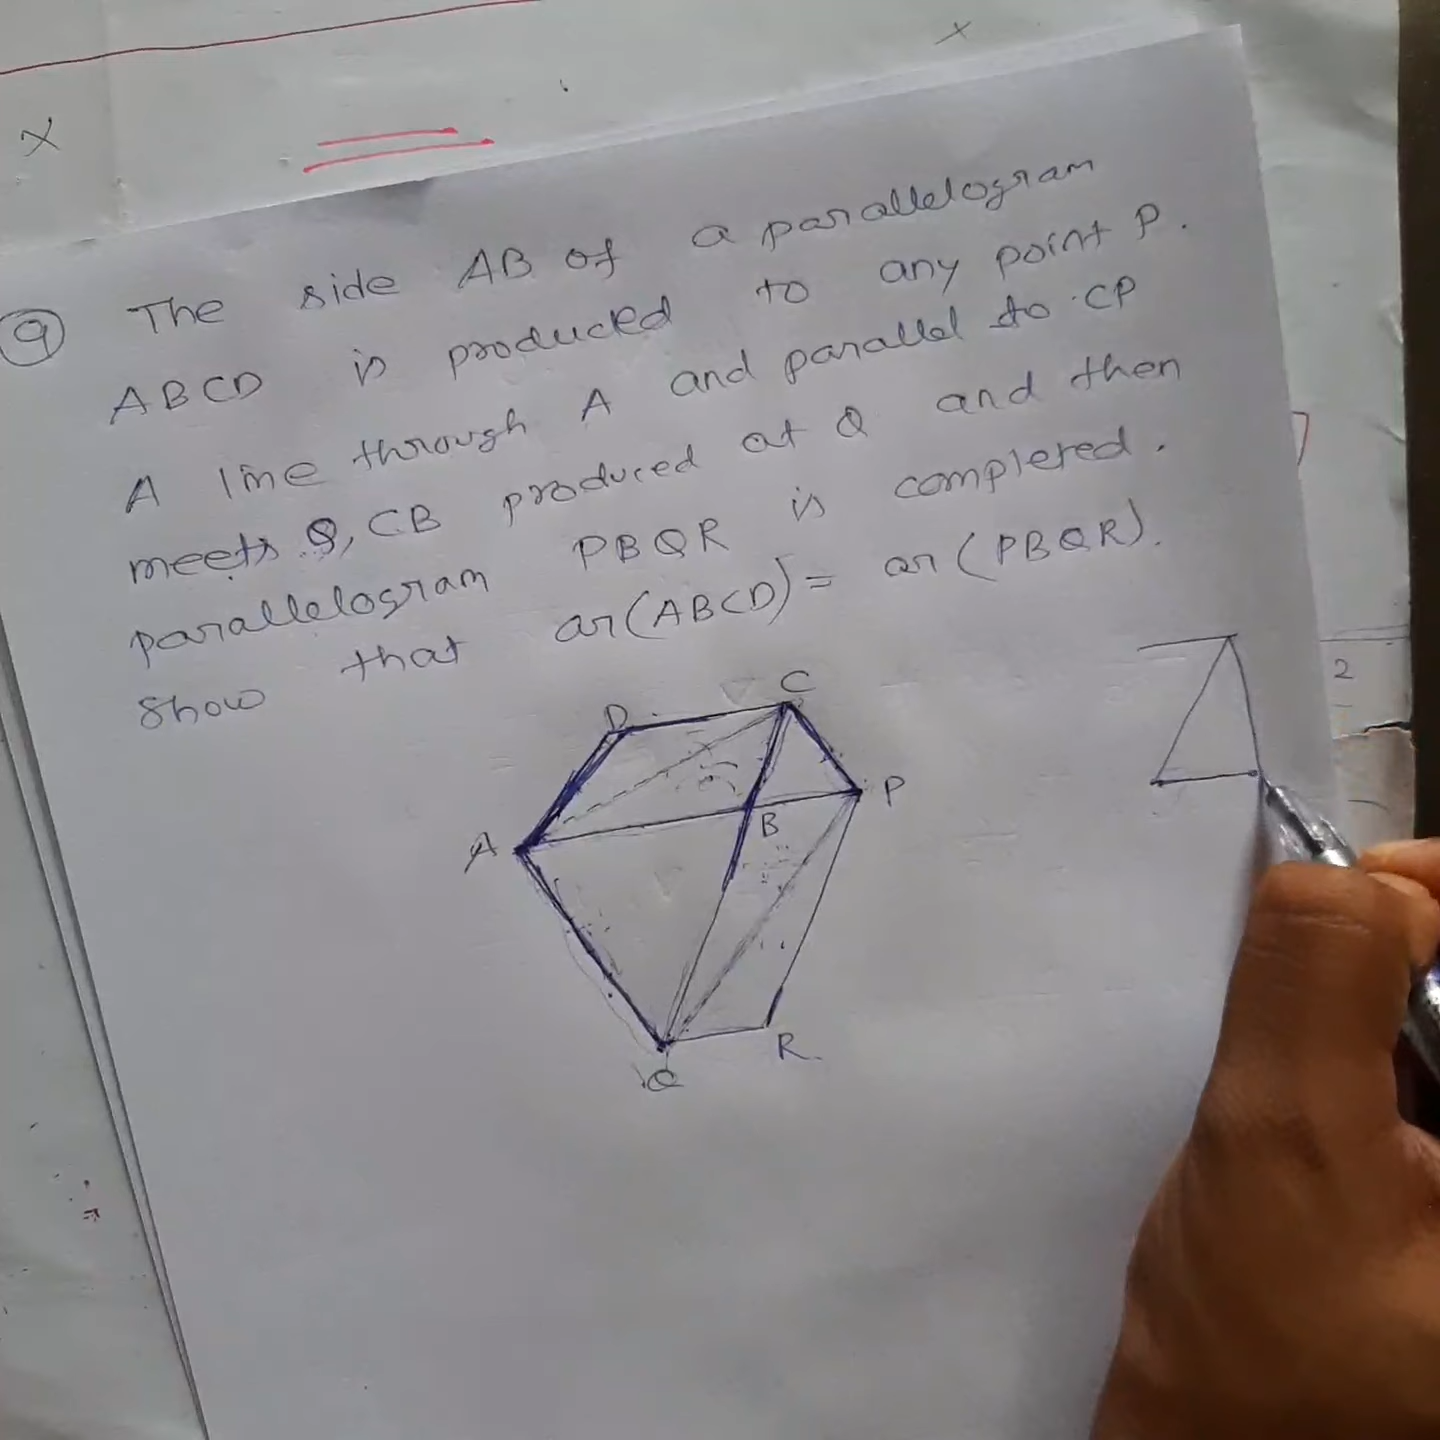 9 The side AB of a parallelogram
ABCD is produced to any point P.
A line through A and parallel to CP
meets Q, CB produced at Q and then
parallelogram PBQR is completed.
Show that ar(ABCD) = ar(PBQR).
D C
A B P
Q R
2